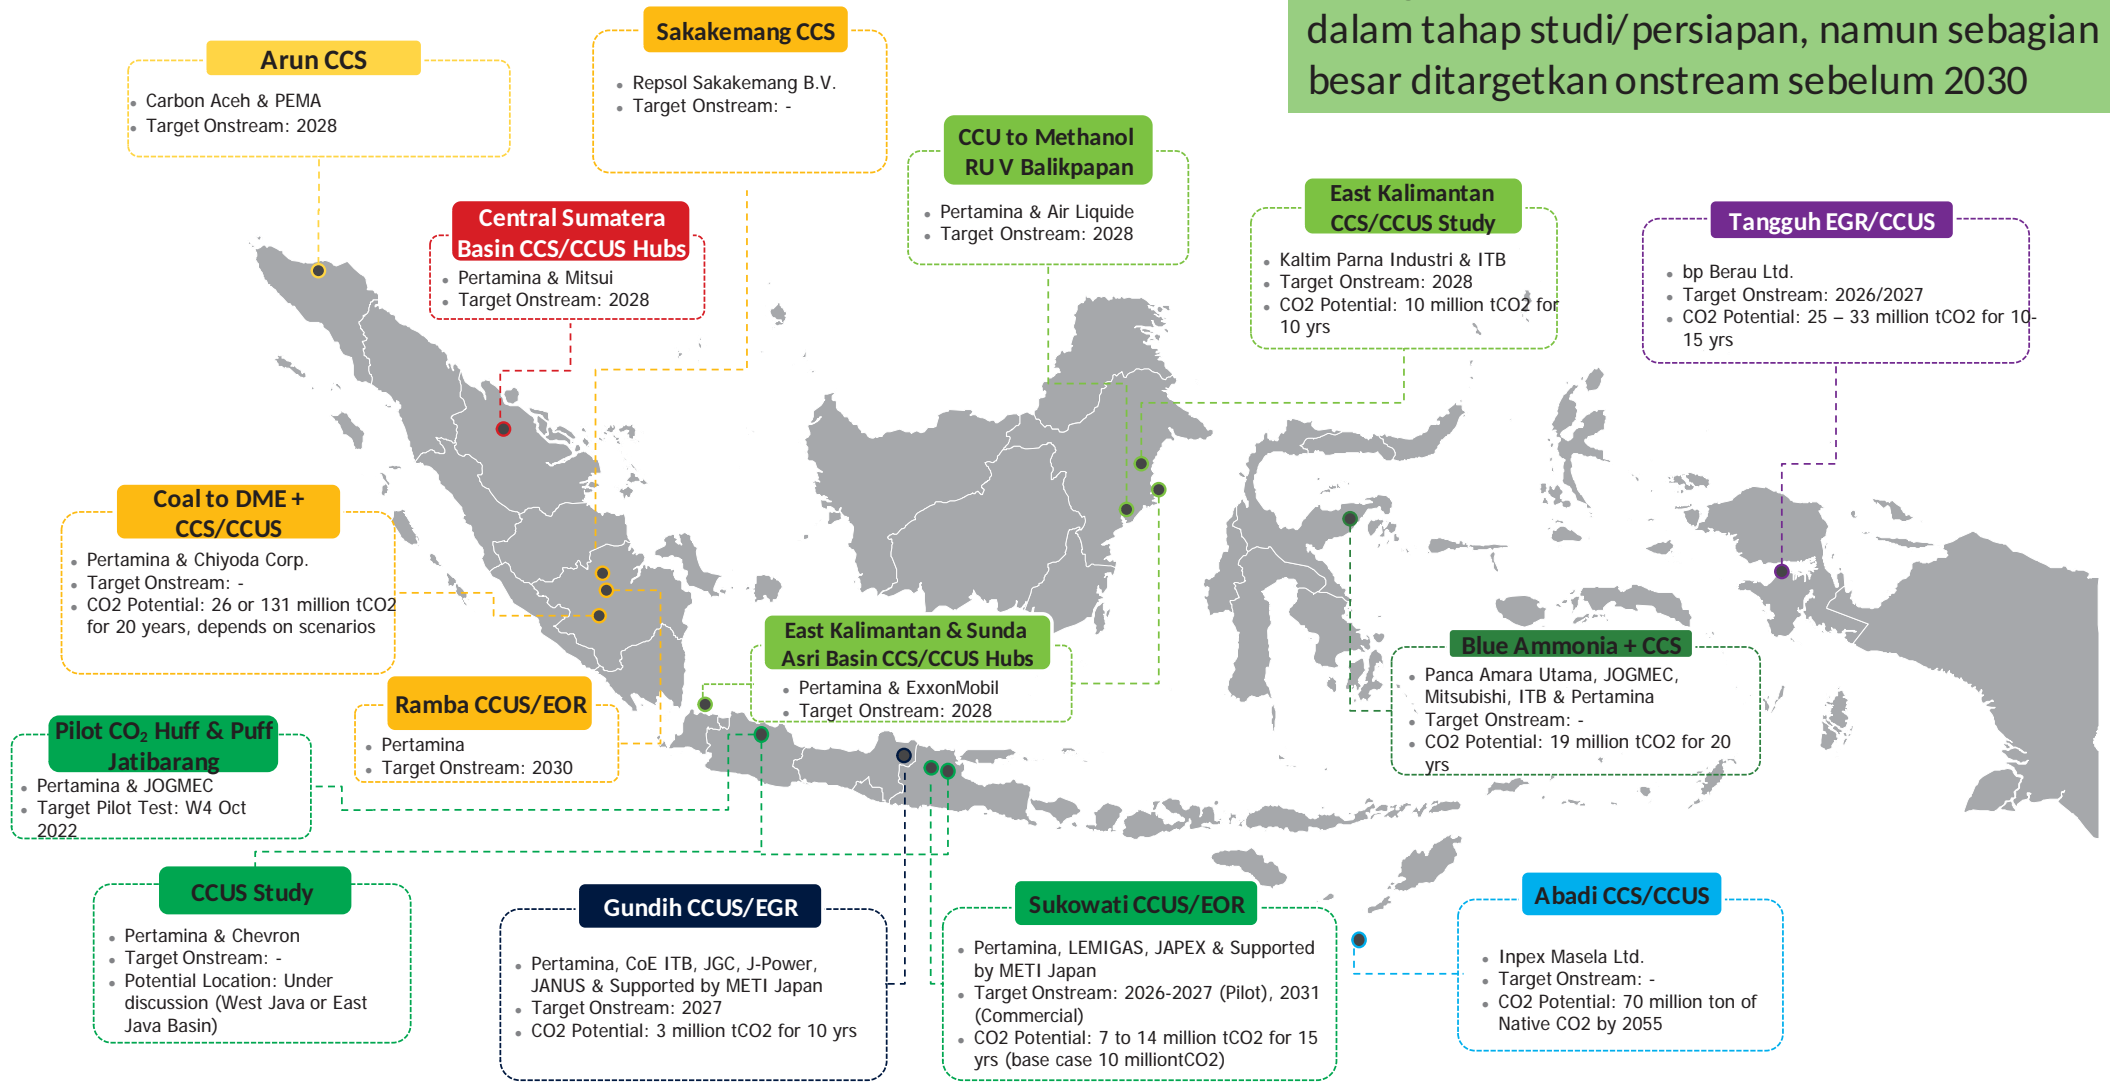 dalam tahap studi/persiapan, namun sebagian
besar ditargetkan onstream sebelum 2030
Sakakemang CCS
• Repsol Sakakemang B.V.
• Target Onstream: -
Arun CCS
• Carbon Aceh & PEMA
• Target Onstream: 2028
CCU to Methanol
RU V Balikpapan
• Pertamina & Air Liquide
• Target Onstream: 2028
East Kalimantan
CCS/CCUS Study
• Kaltim Parna Industri & ITB
• Target Onstream: 2028
• CO2 Potential: 10 million tCO2 for
10 yrs
Tangguh EGR/CCUS
• bp Berau Ltd.
• Target Onstream: 2026/2027
• CO2 Potential: 25 – 33 million tCO2 for 10-
15 yrs
Central Sumatera
Basin CCS/CCUS Hubs
• Pertamina & Mitsui
• Target Onstream: 2028
Coal to DME +
CCS/CCUS
• Pertamina & Chiyoda Corp.
• Target Onstream: -
• CO2 Potential: 26 or 131 million tCO2
for 20 years, depends on scenarios
East Kalimantan & Sunda
Asri Basin CCS/CCUS Hubs
• Pertamina & ExxonMobil
• Target Onstream: 2028
Blue Ammonia + CCS
• Panca Amara Utama, JOGMEC,
Mitsubishi, ITB & Pertamina
• Target Onstream: -
• CO2 Potential: 19 million tCO2 for 20
yrs
Ramba CCUS/EOR
• Pertamina
• Target Onstream: 2030
Pilot CO₂ Huff & Puff
Jatibarang
• Pertamina & JOGMEC
• Target Pilot Test: W4 Oct
2022
CCUS Study
• Pertamina & Chevron
• Target Onstream: -
• Potential Location: Under
discussion (West Java or East
Java Basin)
Gundih CCUS/EGR
• Pertamina, CoE ITB, JGC, J-Power,
JANUS & Supported by METI Japan
• Target Onstream: 2027
• CO2 Potential: 3 million tCO2 for 10 yrs
Sukowati CCUS/EOR
• Pertamina, LEMIGAS, JAPEX & Supported
by METI Japan
• Target Onstream: 2026-2027 (Pilot), 2031
(Commercial)
• CO2 Potential: 7 to 14 million tCO2 for 15
yrs (base case 10 milliontCO2)
Abadi CCS/CCUS
• Inpex Masela Ltd.
• Target Onstream: -
• CO2 Potential: 70 million ton of
Native CO2 by 2055